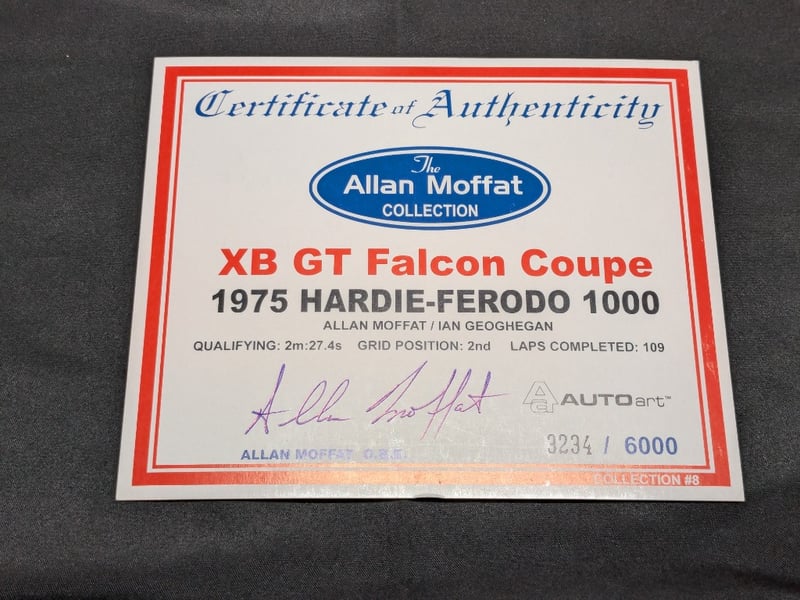 Certificate of Authenticity
The
Allan Moffat
COLLECTION
XB GT Falcon Coupe
1975 HARDIE-FERODO 1000
ALLAN MOFFAT / IAN GEOGHEGAN
QUALIFYING: 2m:27.4s GRID POSITION: 2nd LAPS COMPLETED: 109
Allan Moffat
AUTOart™
ALLAN MOFFAT O.B.E.
3234 / 6000
COLLECTION #8